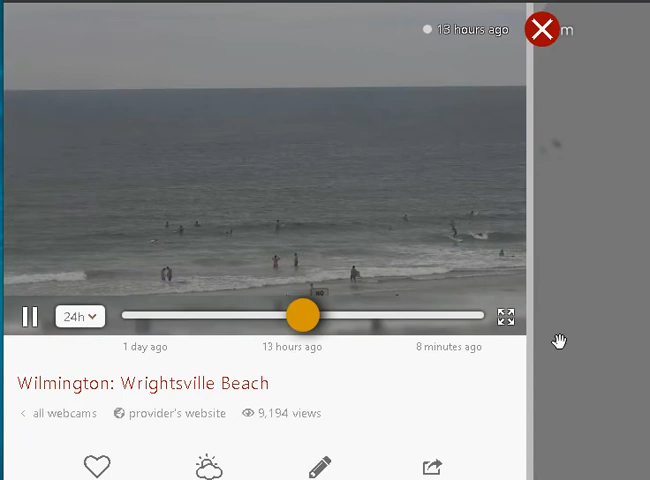 13 hours ago
m
NO
24h
1 day ago
13 hours ago
8 minutes ago
Wilmington: Wrightsville Beach
all webcams
provider's website
9,194 views